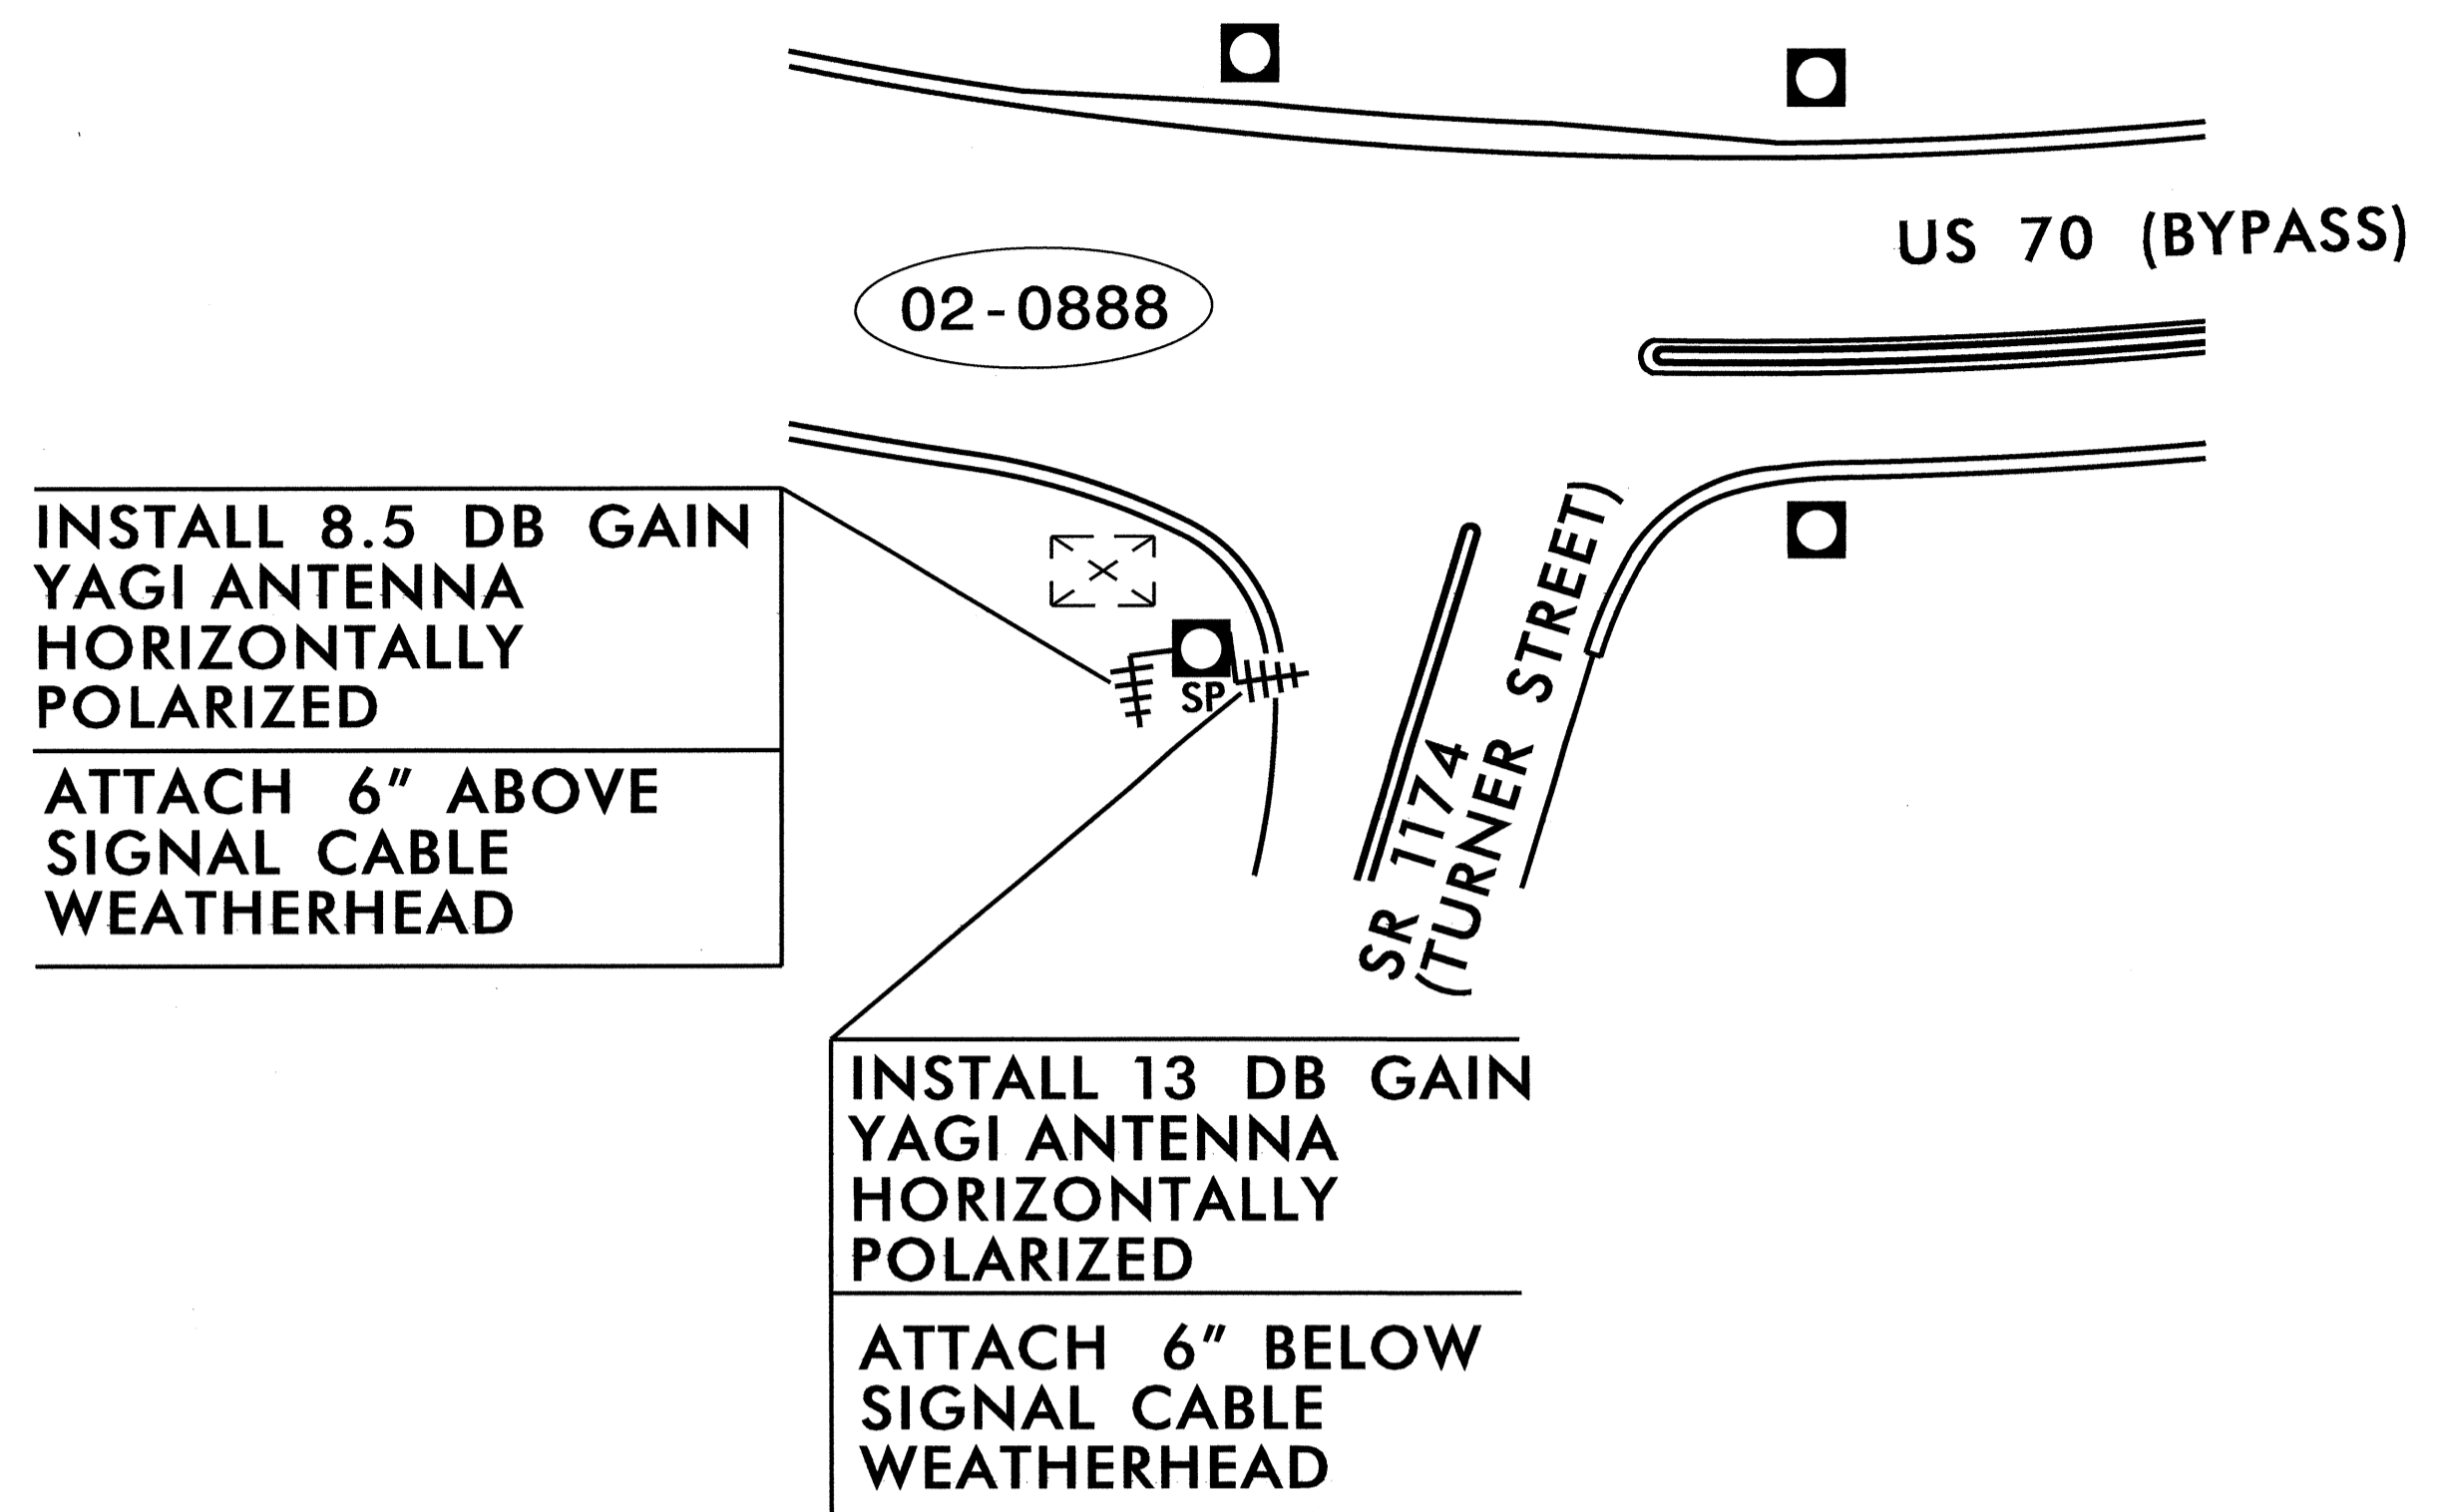 US 70 (BYPASS)
02-0888
INSTALL 8.5 DB GAIN
YAGI ANTENNA
HORIZONTALLY
POLARIZED
ATTACH 6" ABOVE
SIGNAL CABLE
WEATHERHEAD
SP
SR 1174
(TURNER STREET)
INSTALL 13 DB GAIN
YAGI ANTENNA
HORIZONTALLY
POLARIZED
ATTACH 6" BELOW
SIGNAL CABLE
WEATHERHEAD